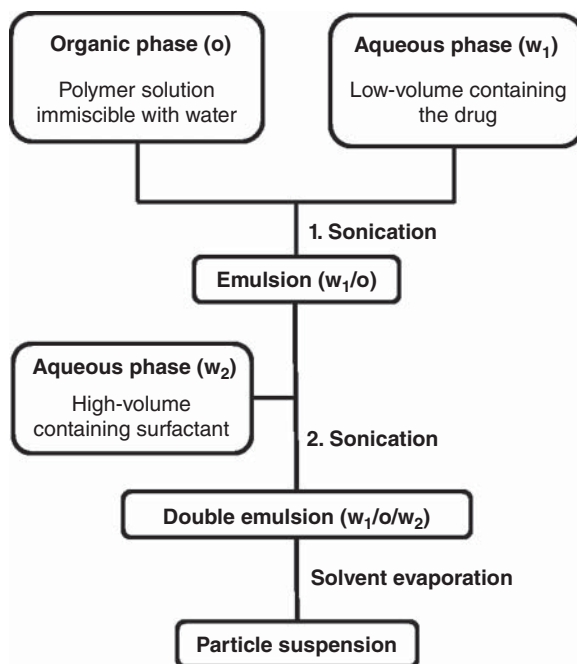 Organic phase (o)
Polymer solution
immiscible with water
Aqueous phase (w₁)
Low-volume containing
the drug
1. Sonication
Emulsion (w₁/o)
Aqueous phase (w₂)
High-volume
containing surfactant
2. Sonication
Double emulsion (w₁/o/w₂)
Solvent evaporation
Particle suspension